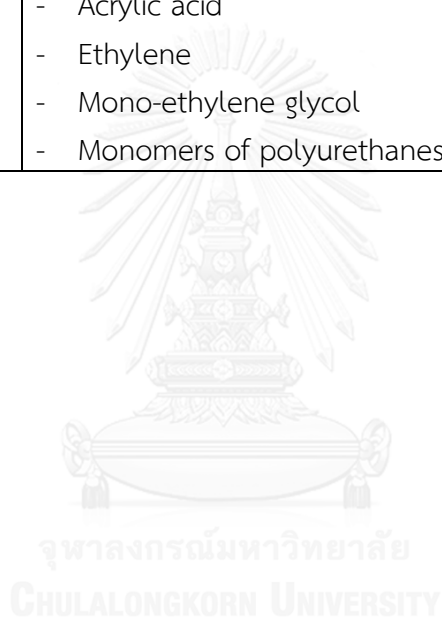 - Acrylic acid
- Ethylene
- Mono-ethylene glycol
- Monomers of polyurethanes
จุฬาลงกรณ์มหาวิทยาลัย
CHULALONGKORN UNIVERSITY